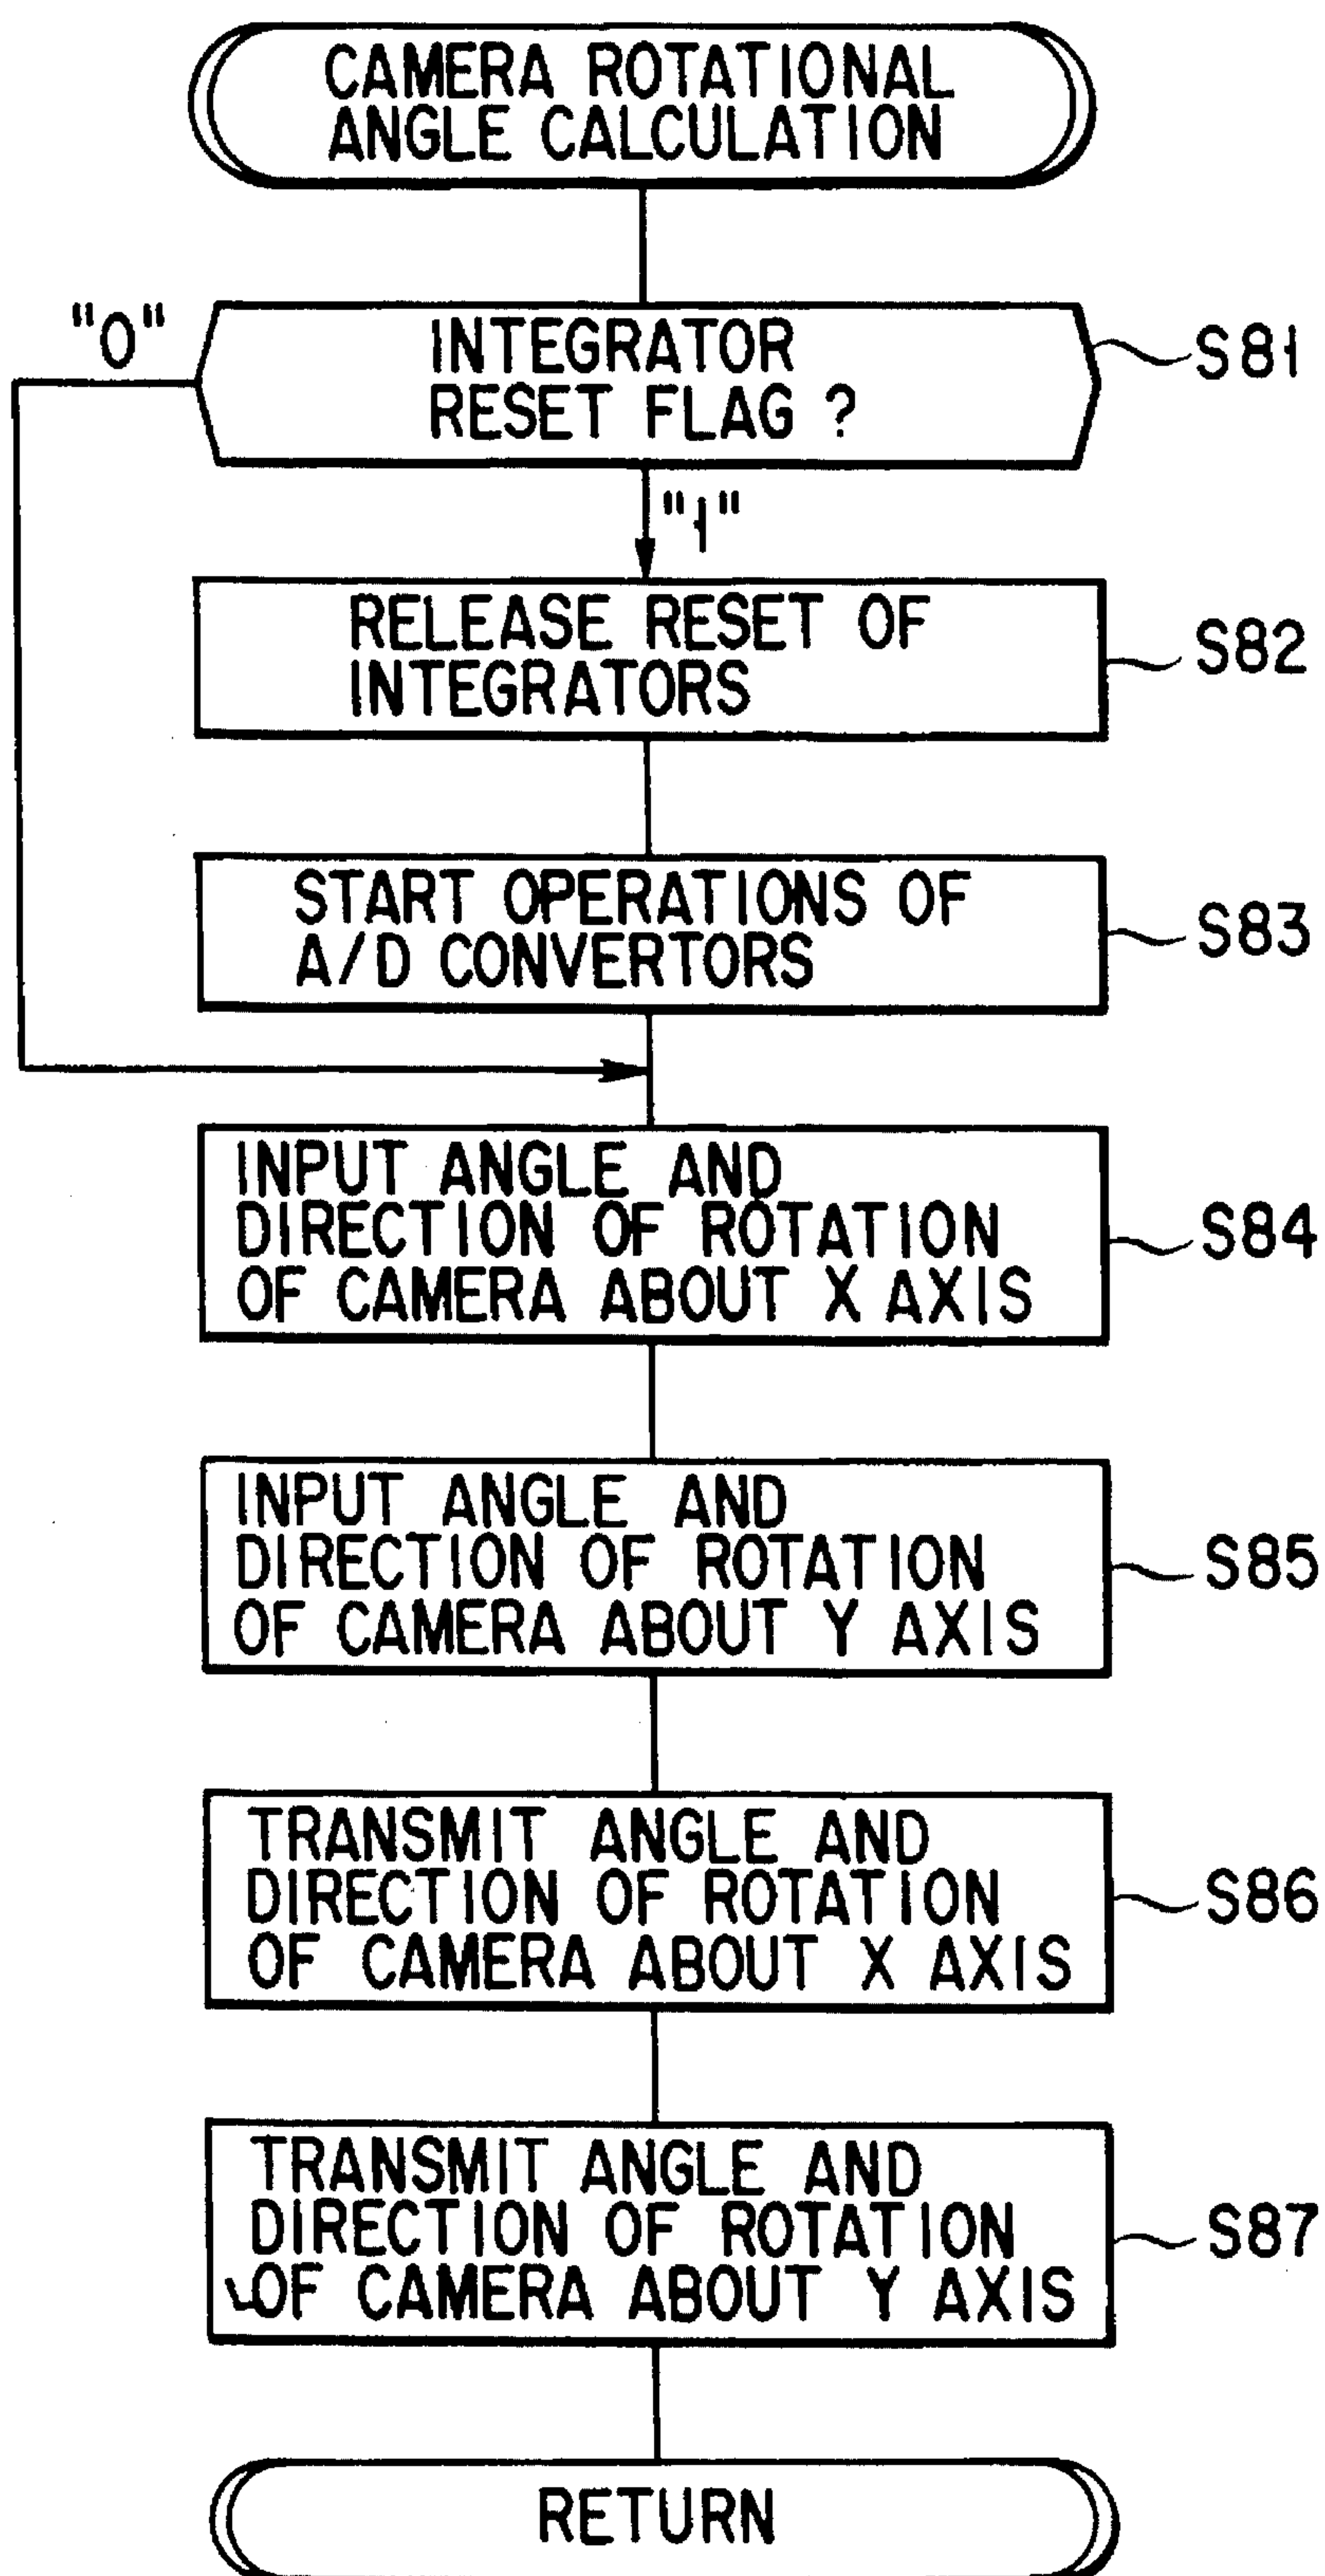 CAMERA ROTATIONAL
ANGLE CALCULATION
"0"
INTEGRATOR
RESET FLAG ?
S81
"1"
RELEASE RESET OF
INTEGRATORS
S82
START OPERATIONS OF
A/D CONVERTORS
S83
INPUT ANGLE AND
DIRECTION OF ROTATION
OF CAMERA ABOUT X AXIS
S84
INPUT ANGLE AND
DIRECTION OF ROTATION
OF CAMERA ABOUT Y AXIS
S85
TRANSMIT ANGLE AND
DIRECTION OF ROTATION
OF CAMERA ABOUT X AXIS
S86
TRANSMIT ANGLE AND
DIRECTION OF ROTATION
OF CAMERA ABOUT Y AXIS
S87
RETURN